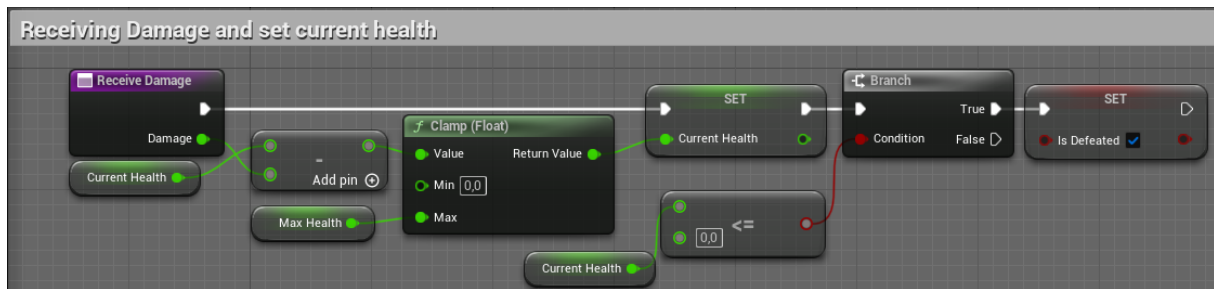 Receiving Damage and set current health
Receive Damage
Damage
Current Health
-
Add pin
Max Health
f Clamp (Float)
Value
Return Value
Min 0,0
Max
SET
Current Health
Current Health
0,0
<=
Branch
True
Condition
False
SET
Is Defeated